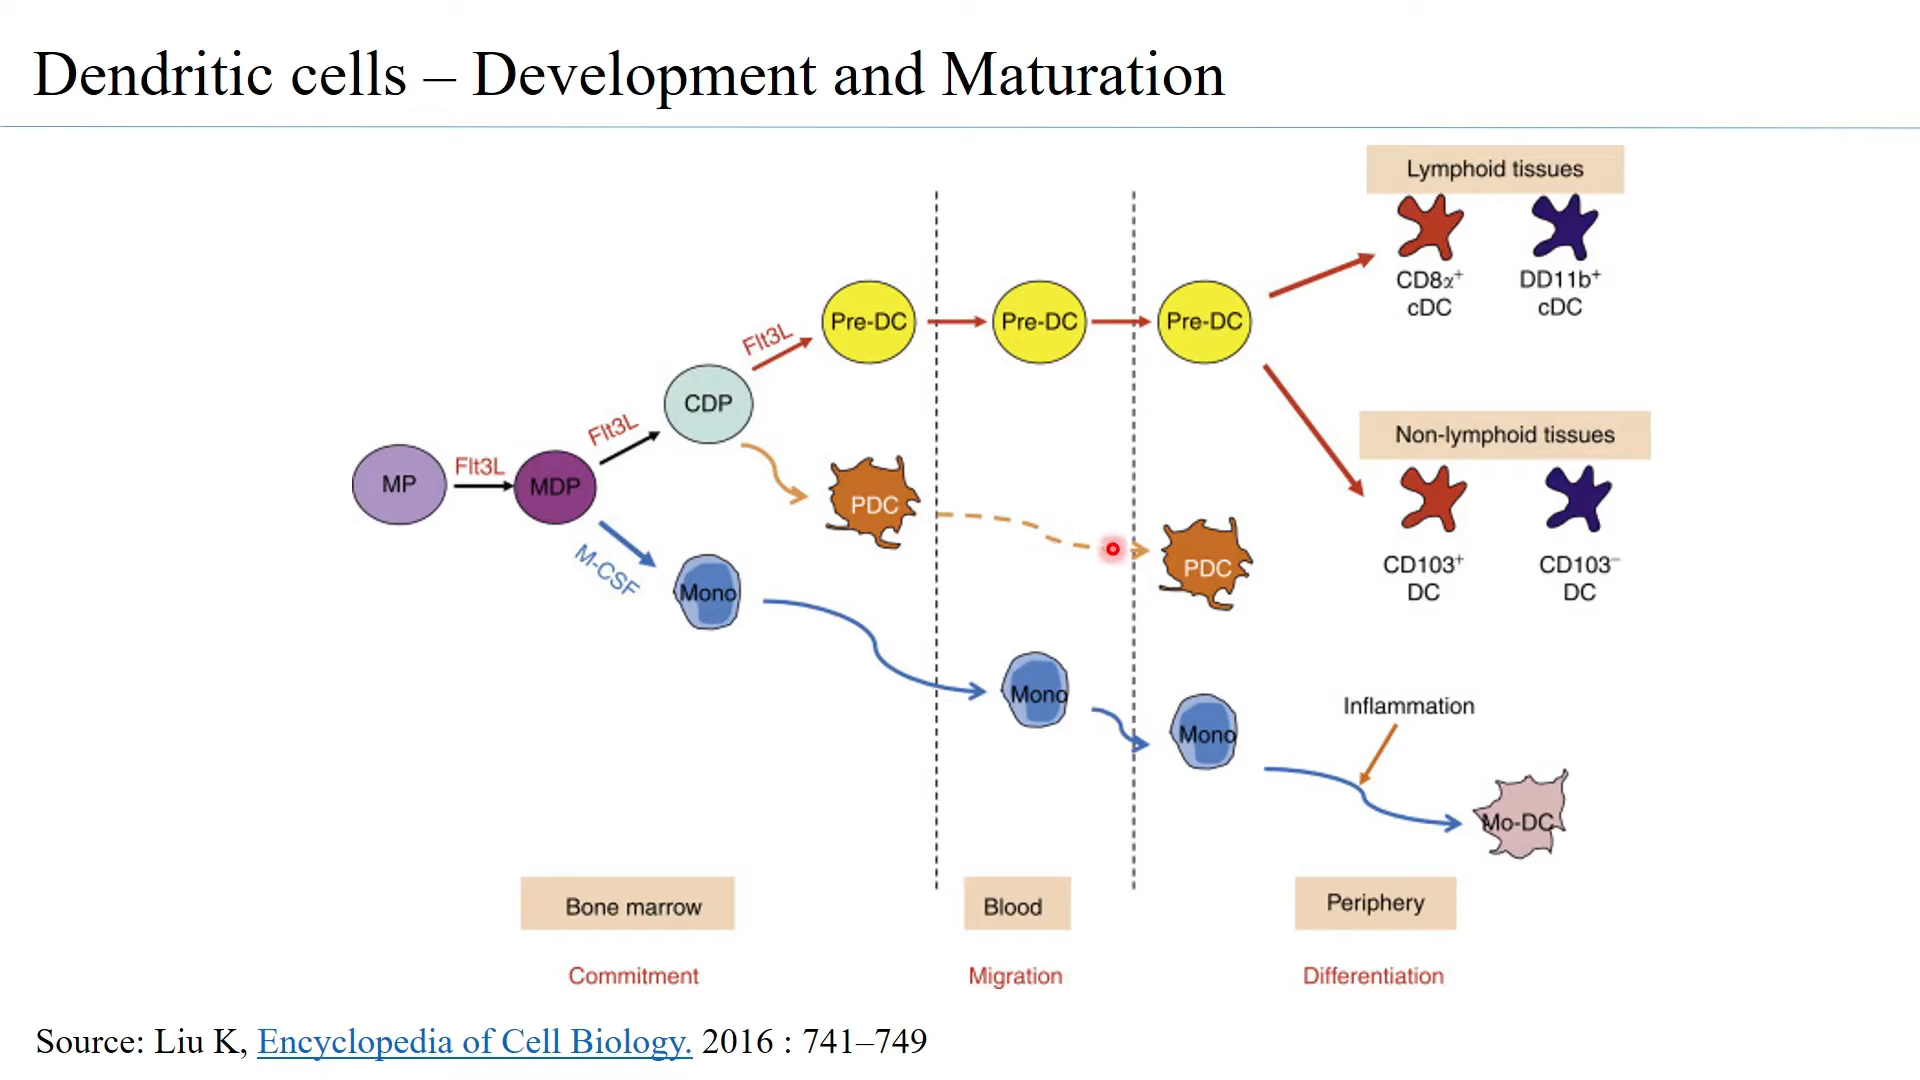 Dendritic cells – Development and Maturation
Lymphoid tissues
CD8α⁺
cDC
DD11b⁺
cDC
Pre-DC
Pre-DC
Pre-DC
Flt3L
CDP
Flt3L
Non-lymphoid tissues
MP
Flt3L
MDP
PDC
PDC
CD103⁺
DC
CD103⁻
DC
M-CSF
Mono
Mono
Mono
Inflammation
Mo-DC
Bone marrow
Blood
Periphery
Commitment
Migration
Differentiation
Source: Liu K, Encyclopedia of Cell Biology. 2016 : 741–749